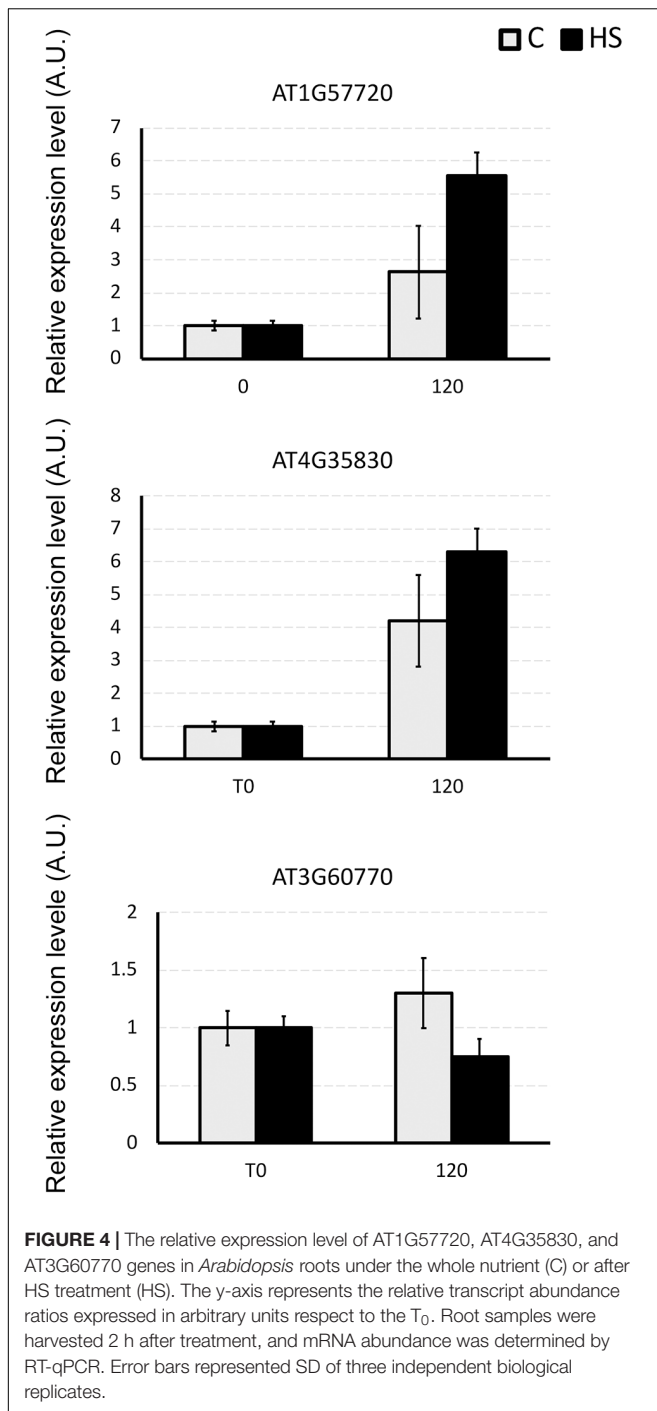 C HS
AT1G57720
Relative expression level (A.U.)
7
6
5
4
3
2
1
0
0 120
AT4G35830
Relative expression level (A.U.)
8
7
6
5
4
3
2
1
0
T0 120
AT3G60770
Relative expression levele (A.U.)
2
1.5
1
0.5
0
T0 120
FIGURE 4 | The relative expression level of AT1G57720, AT4G35830, and
AT3G60770 genes in Arabidopsis roots under the whole nutrient (C) or after
HS treatment (HS). The y-axis represents the relative transcript abundance
ratios expressed in arbitrary units respect to the T0. Root samples were
harvested 2 h after treatment, and mRNA abundance was determined by
RT-qPCR. Error bars represented SD of three independent biological
replicates.